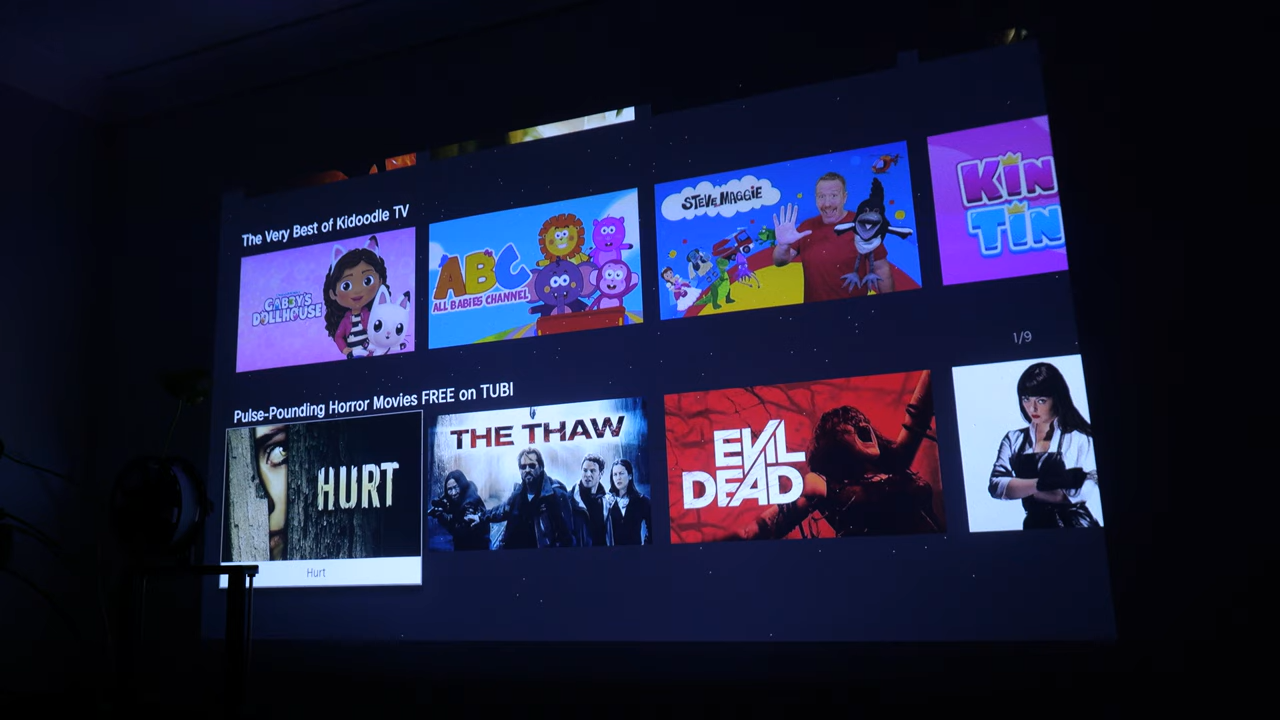 The Very Best of Kidoodle TV
GABBY'S
DOLLHOUSE
ABC
ALL BABIES CHANNEL
STEVE AND MAGGIE
KiN
TiN
1/9
Pulse-Pounding Horror Movies FREE on TUBI
HURT
Hurt
THE THAW
EVIL
DEAD